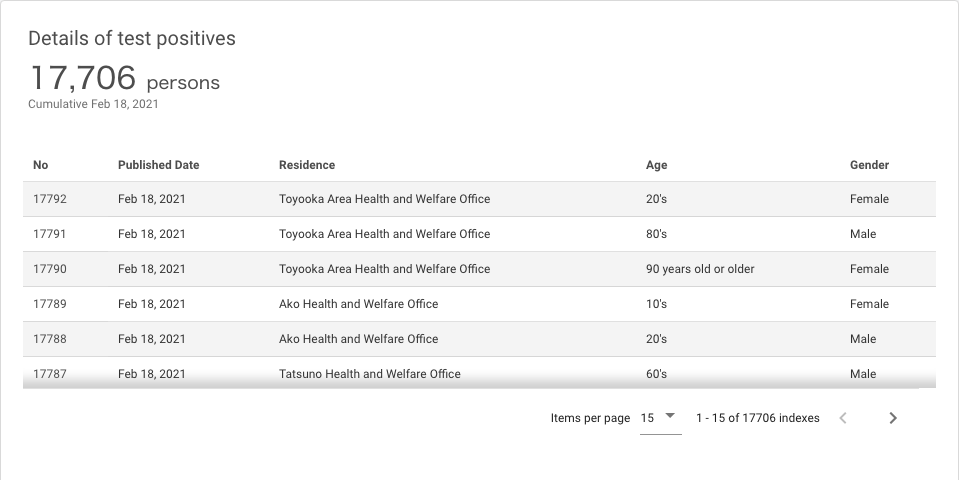 Details of test positives
17,706 persons
Cumulative Feb 18, 2021
No Published Date Residence Age Gender
17792 Feb 18, 2021 Toyooka Area Health and Welfare Office 20's Female
17791 Feb 18, 2021 Toyooka Area Health and Welfare Office 80's Male
17790 Feb 18, 2021 Toyooka Area Health and Welfare Office 90 years old or older Female
17789 Feb 18, 2021 Ako Health and Welfare Office 10's Female
17788 Feb 18, 2021 Ako Health and Welfare Office 20's Male
17787 Feb 18, 2021 Tatsuno Health and Welfare Office 60's Male
Items per page 15 1 - 15 of 17706 indexes